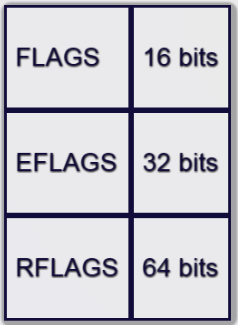 FLAGS 16 bits
EFLAGS 32 bits
RFLAGS 64 bits